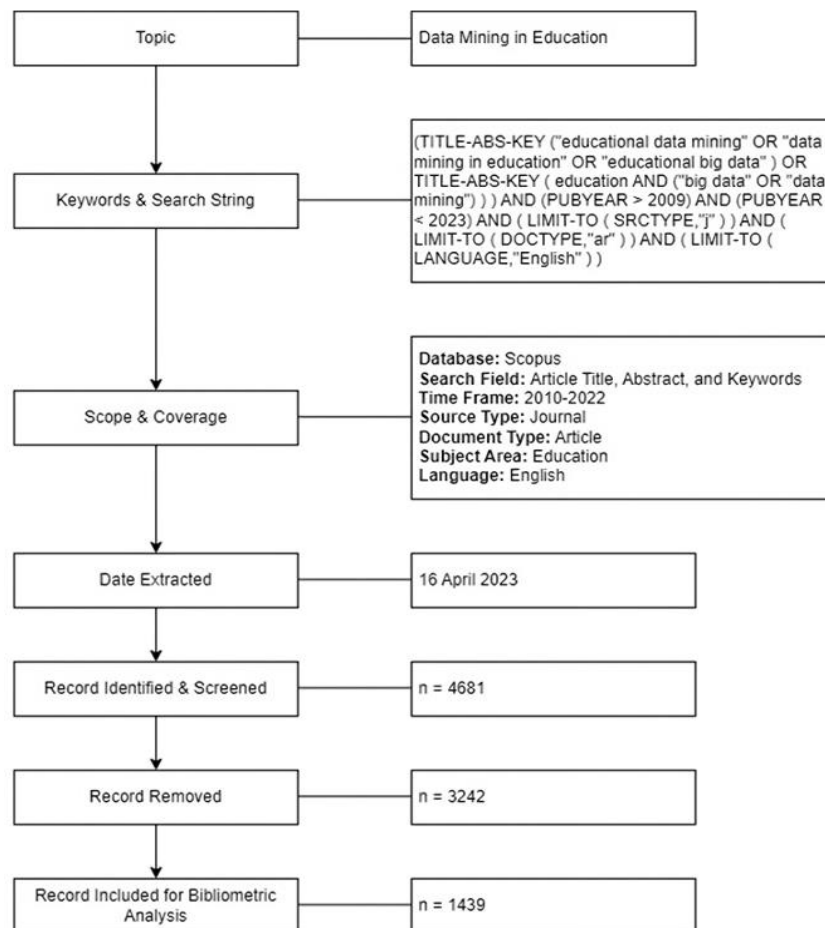 Topic
Data Mining in Education
Keywords & Search String
(TITLE-ABS-KEY ("educational data mining" OR "data
mining in education" OR "educational big data" ) OR
TITLE-ABS-KEY ( education AND ("big data" OR "data
mining") ) ) AND (PUBYEAR > 2009) AND (PUBYEAR
< 2023) AND ( LIMIT-TO ( SRCTYPE,"j" ) ) AND (
LIMIT-TO ( DOCTYPE,"ar" ) ) AND ( LIMIT-TO (
LANGUAGE,"English" ) )
Scope & Coverage
Database: Scopus
Search Field: Article Title, Abstract, and Keywords
Time Frame: 2010-2022
Source Type: Journal
Document Type: Article
Subject Area: Education
Language: English
Date Extracted
16 April 2023
Record Identified & Screened
n = 4681
Record Removed
n = 3242
Record Included for Bibliometric
Analysis
n = 1439